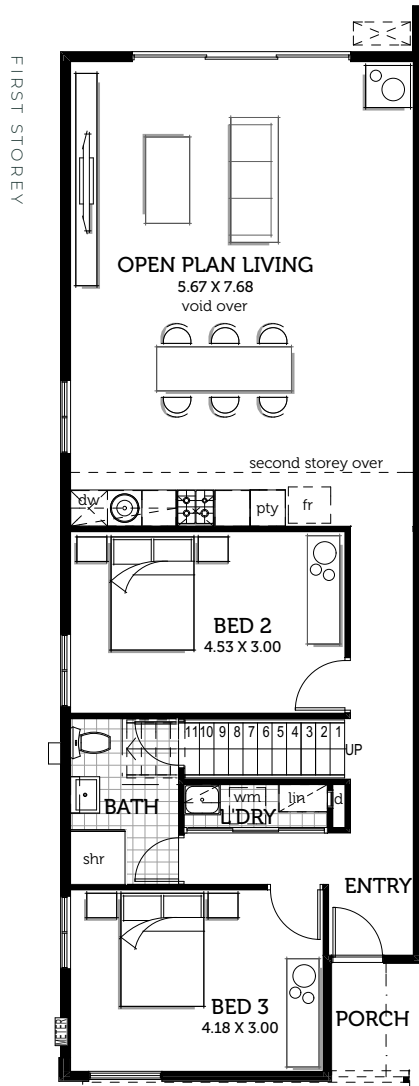 FIRST STOREY
OPEN PLAN LIVING
5.67 X 7.68
void over
second storey over
dw
pty
fr
BED 2
4.53 X 3.00
11 10 9 8 7 6 5 4 3 2 1
UP
BATH
wm
lin
d
L'DRY
shr
ENTRY
BED 3
4.18 X 3.00
PORCH
METER